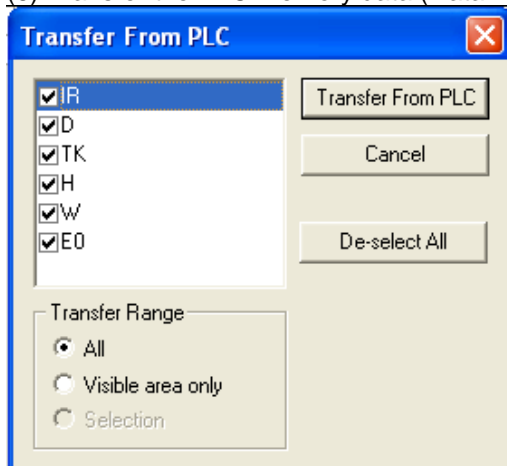 Transfer From PLC
IR
D
TK
H
W
E0
Transfer From PLC
Cancel
De-select All
Transfer Range
All
Visible area only
Selection